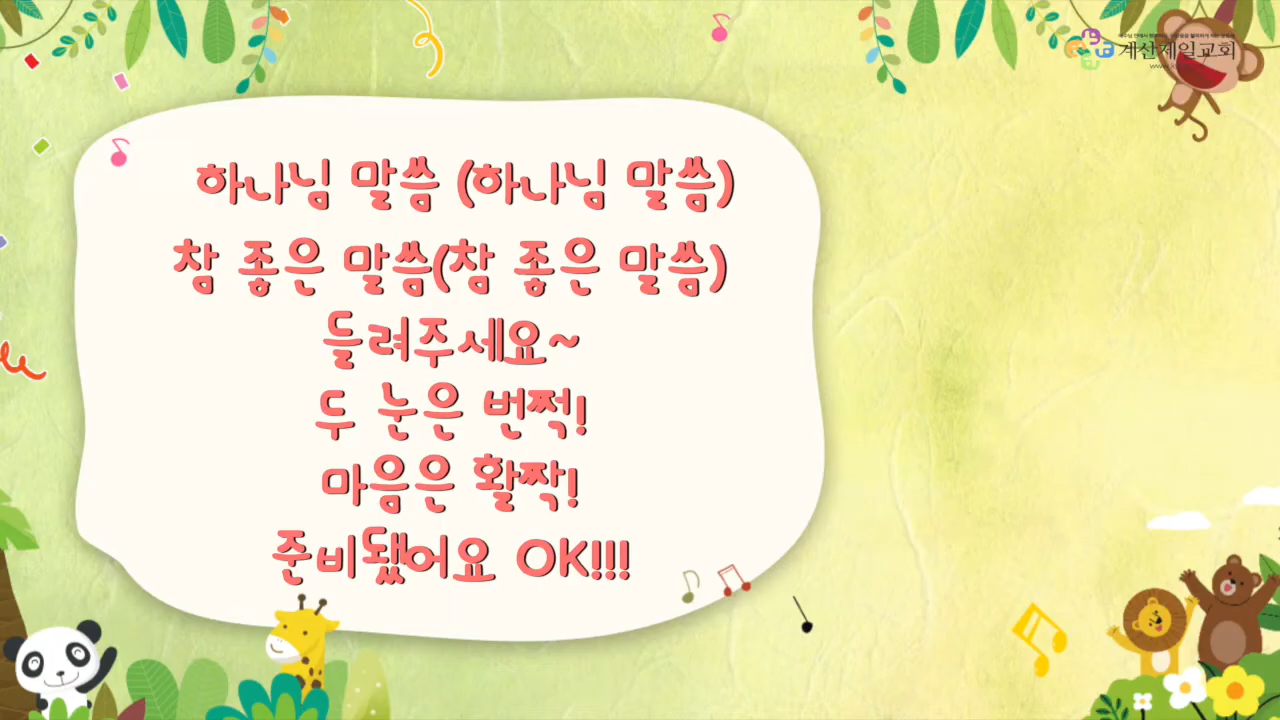 계산제일교회
하나님 말씀 (하나님 말씀)
참 좋은 말씀(참 좋은 말씀)
들려주세요~
두 눈은 번쩍!
마음은 활짝!
준비됐어요 OK!!!